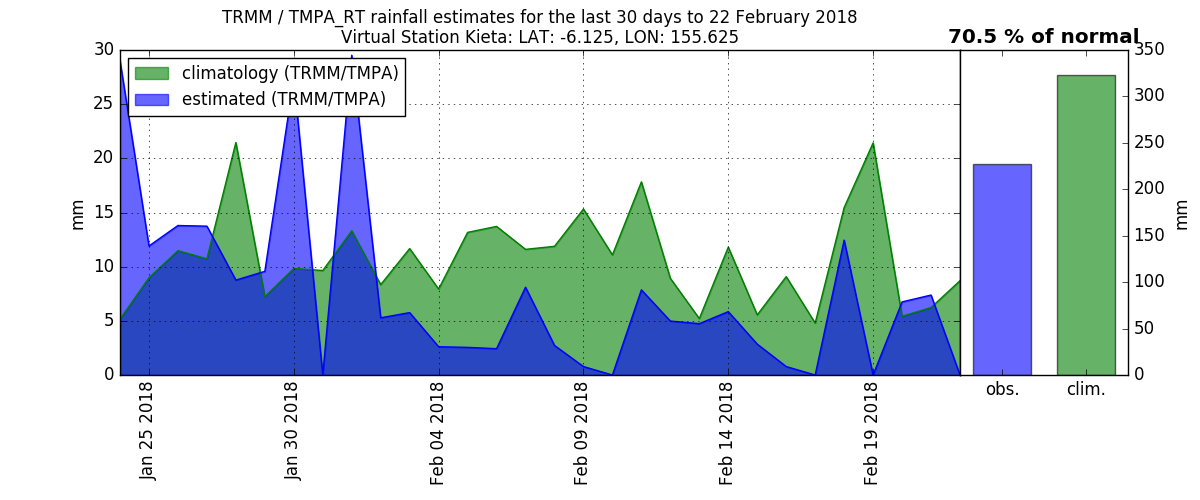 TRMM / TMPA_RT rainfall estimates for the last 30 days to 22 February 2018
Virtual Station Kieta: LAT: -6.125, LON: 155.625
70.5 % of normal
climatology (TRMM/TMPA)
estimated (TRMM/TMPA)
30
25
20
15
10
5
0
mm
Jan 25 2018
Jan 30 2018
Feb 04 2018
Feb 09 2018
Feb 14 2018
Feb 19 2018
obs.
clim.
350
300
250
200
150
100
50
0
mm